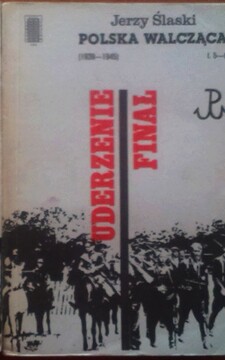 Jerzy Ślaski
POLSKA WALCZĄCA
(1939—1945)
UDERZENIE
FINAŁ